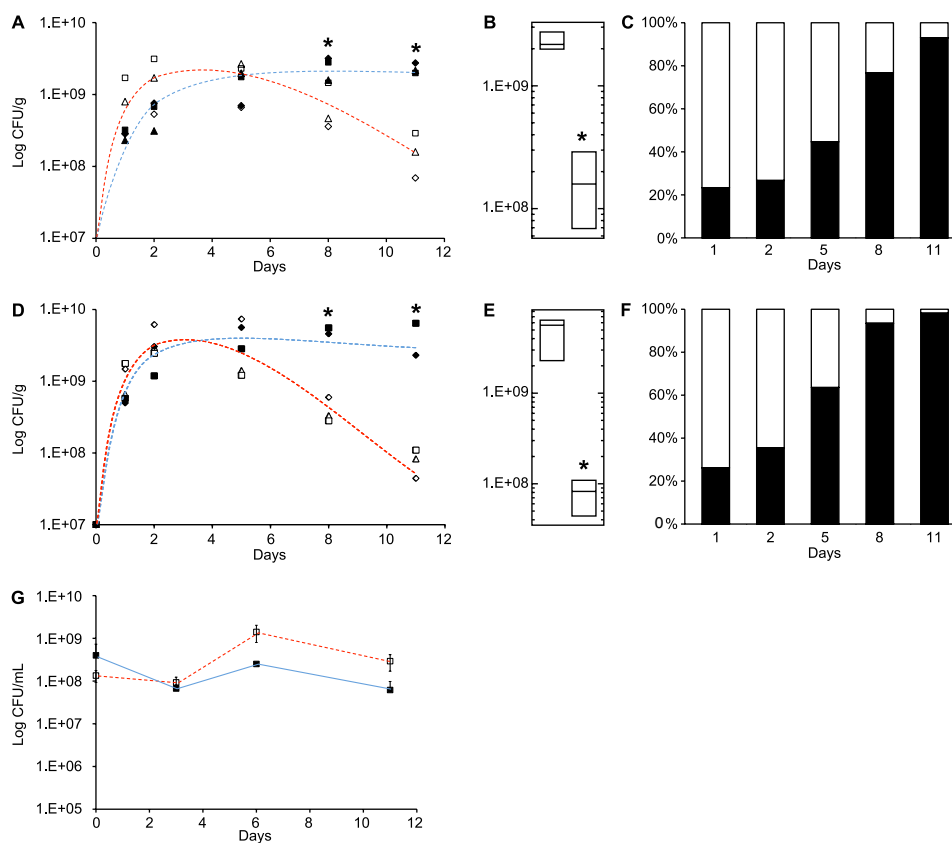 A
Log CFU/g
1.E+10
1.E+09
1.E+08
1.E+07
0 2 4 6 8 10 12
Days
* *
B
1.E+09
1.E+08
*
C
100%
80%
60%
40%
20%
0%
1 2 5 8 11
Days
D
Log CFU/g
1.E+10
1.E+09
1.E+08
1.E+07
0 2 4 6 8 10 12
Days
* *
E
1.E+09
1.E+08
*
F
100%
80%
60%
40%
20%
0%
1 2 5 8 11
Days
G
Log CFU/mL
1.E+10
1.E+09
1.E+08
1.E+07
1.E+06
1.E+05
0 2 4 6 8 10 12
Days